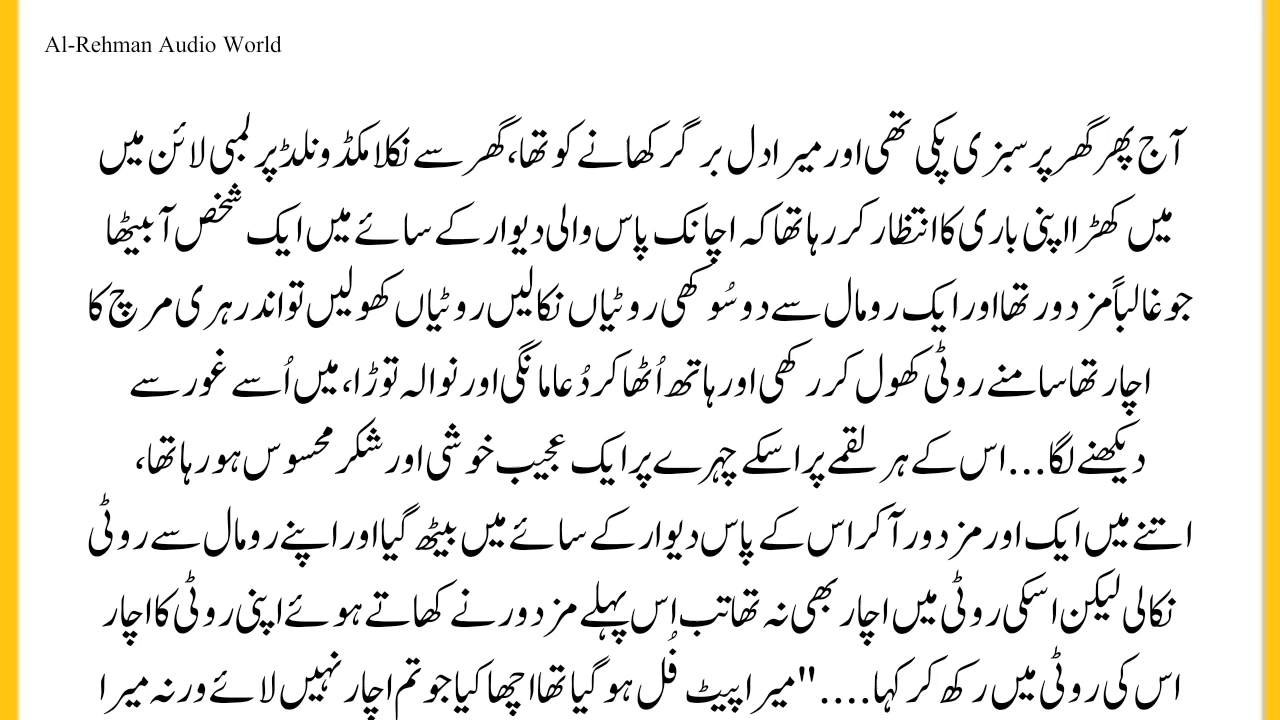 Al-Rehman Audio World
آج پھر گھر پر سبزی پکی تھی اور میرا دل برگر کھانے کو تھا، گھر سے نکلا مکڈونلڈ پر لمبی لائن میں
میں کھڑا اپنی باری کا انتظار کر رہا تھا کہ اچانک پاس والی دیوار کے سائے میں ایک شخص آ بیٹھا
جو غالباً مزدور تھا اور ایک رومال سے دو سُوکھی روٹیاں نکالیں روٹیاں کھولیں تو اندر ہری مرچ کا
اچار تھا سامنے روٹی کھول کر رکھی اور ہاتھ اُٹھا کر دُعا مانگی اور نوالہ توڑا، میں اُسے غور سے
دیکھنے لگا... اس کے ہر لقمے پر اسکے چہرے پر ایک عجیب خوشی اور شکر محسوس ہو رہا تھا،
اتنے میں ایک اور مزدور آ کر اس کے پاس دیوار کے سائے میں بیٹھ گیا اور اپنے رومال سے روٹی
نکالی لیکن اسکی روٹی میں اچار بھی نہ تھا تب اس پہلے مزدور نے کھاتے ہوئے اپنی روٹی کا اچار
اس کی روٹی میں رکھ کر کہا.... "میرا پیٹ فُل ہو گیا تھا اچھا کیا جو تم اچار نہیں لائے ورنہ میرا